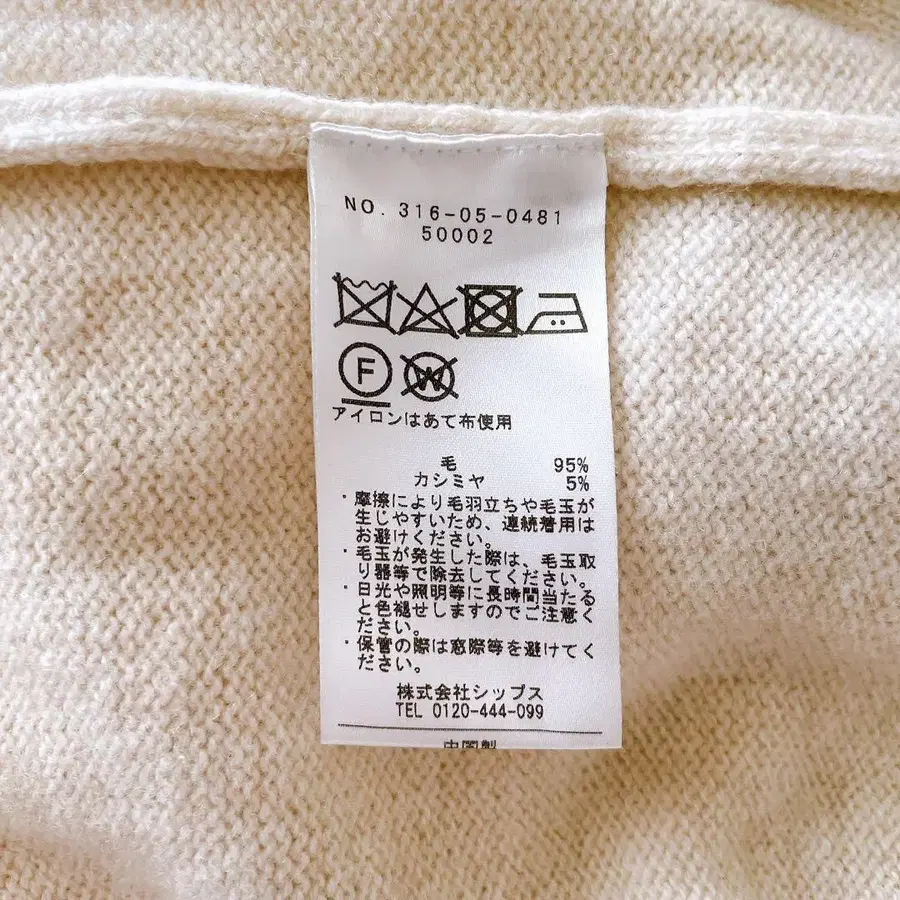 NO. 316-05-0481
50002
F
W
アイロンはあて布使用
毛 95%
カシミヤ 5%
・摩擦により毛羽立ちや毛玉が
生じやすいため、連続着用は
お避けください。
・毛玉が発生した際は、毛玉取
り器等で除去してください。
・日光や照明等に長時間当たる
と色褪せしますのでご注意く
ださい。
・保管の際は窓際等を避けてく
ださい。
株式会社シップス
TEL 0120-444-099
中国製